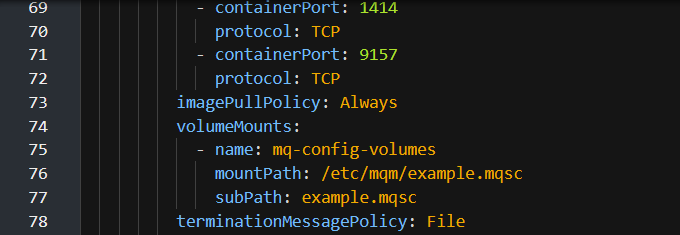 69 - containerPort: 1414
70 protocol: TCP
71 - containerPort: 9157
72 protocol: TCP
73 imagePullPolicy: Always
74 volumeMounts:
75 - name: mq-config-volumes
76 mountPath: /etc/mqm/example.mqsc
77 subPath: example.mqsc
78 terminationMessagePolicy: File